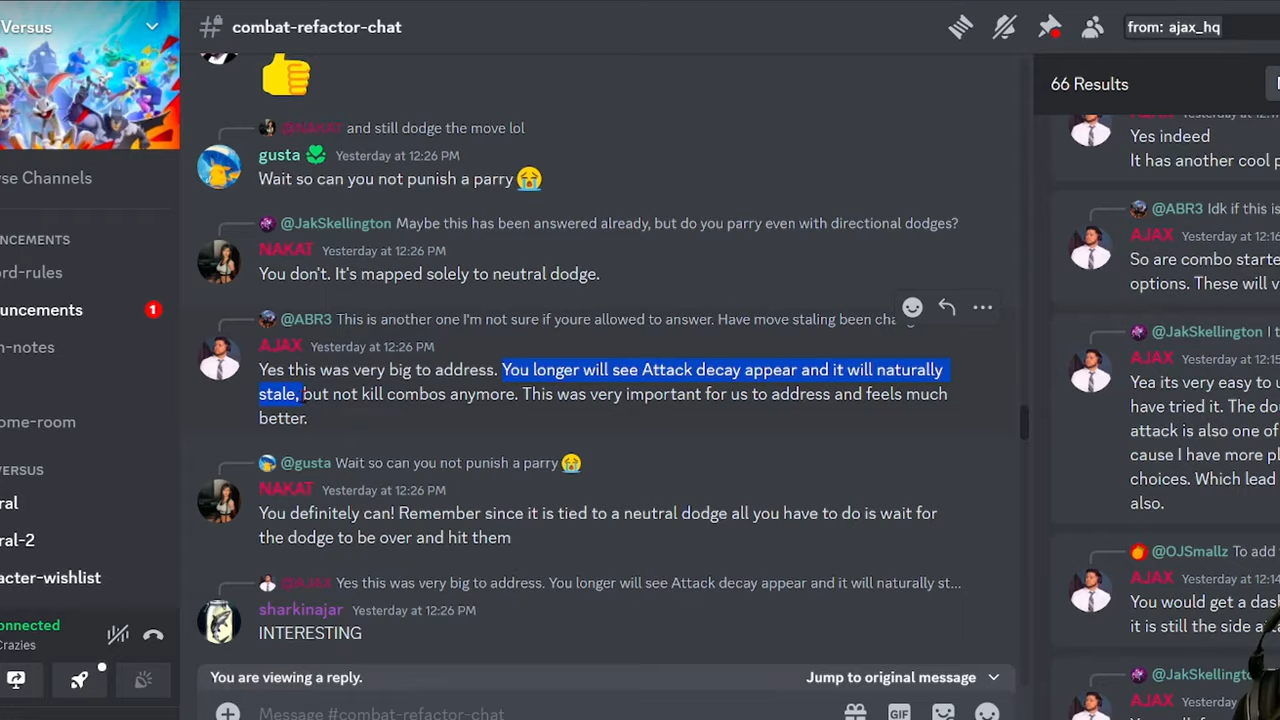 Versus
combat-refactor-chat
from: ajax_hq
66 Results
se Channels
NCEMENTS
rd-rules
uncements
1
n-notes
ome-room
VERSUS
ral
ral-2
acter-wishlist
onnected
Crazies
@NAKAT and still dodge the move lol
gusta Yesterday at 12:26 PM
Wait so can you not punish a parry 😭
@JakSkellington Maybe this has been answered already, but do you parry even with directional dodges?
NAKAT Yesterday at 12:26 PM
You don't. It's mapped solely to neutral dodge.
@ABR3 This is another one I'm not sure if youre allowed to answer. Have move staling been
AJAX Yesterday at 12:26 PM
Yes this was very big to address. You longer will see Attack decay appear and it will naturally
stale, but not kill combos anymore. This was very important for us to address and feels much
better.
@gusta Wait so can you not punish a parry 😭
NAKAT Yesterday at 12:26 PM
You definitely can! Remember since it is tied to a neutral dodge all you have to do is wait for
the dodge to be over and hit them
@AJAX Yes this was very big to address. You longer will see Attack decay appear and it will naturally st...
sharkinajar Yesterday at 12:26 PM
INTERESTING
You are viewing a reply.
Jump to original message
Message #combat-refactor-chat
GIF
Yes indeed
It has another cool p
@ABR3 Idk if this is
AJAX Yesterday at 12:16
So are combo starte
options. These will v
@JakSkellington I t
AJAX Yesterday at 12:1
Yea its very easy to u
have tried it. The dou
attack is also one of
cause I have more pl
choices. Which lead
also.
@OJSmallz To add
AJAX Yesterday at 12:14
You would get a das
it is still the side a
@JakSkelling
AJAX Yesterday